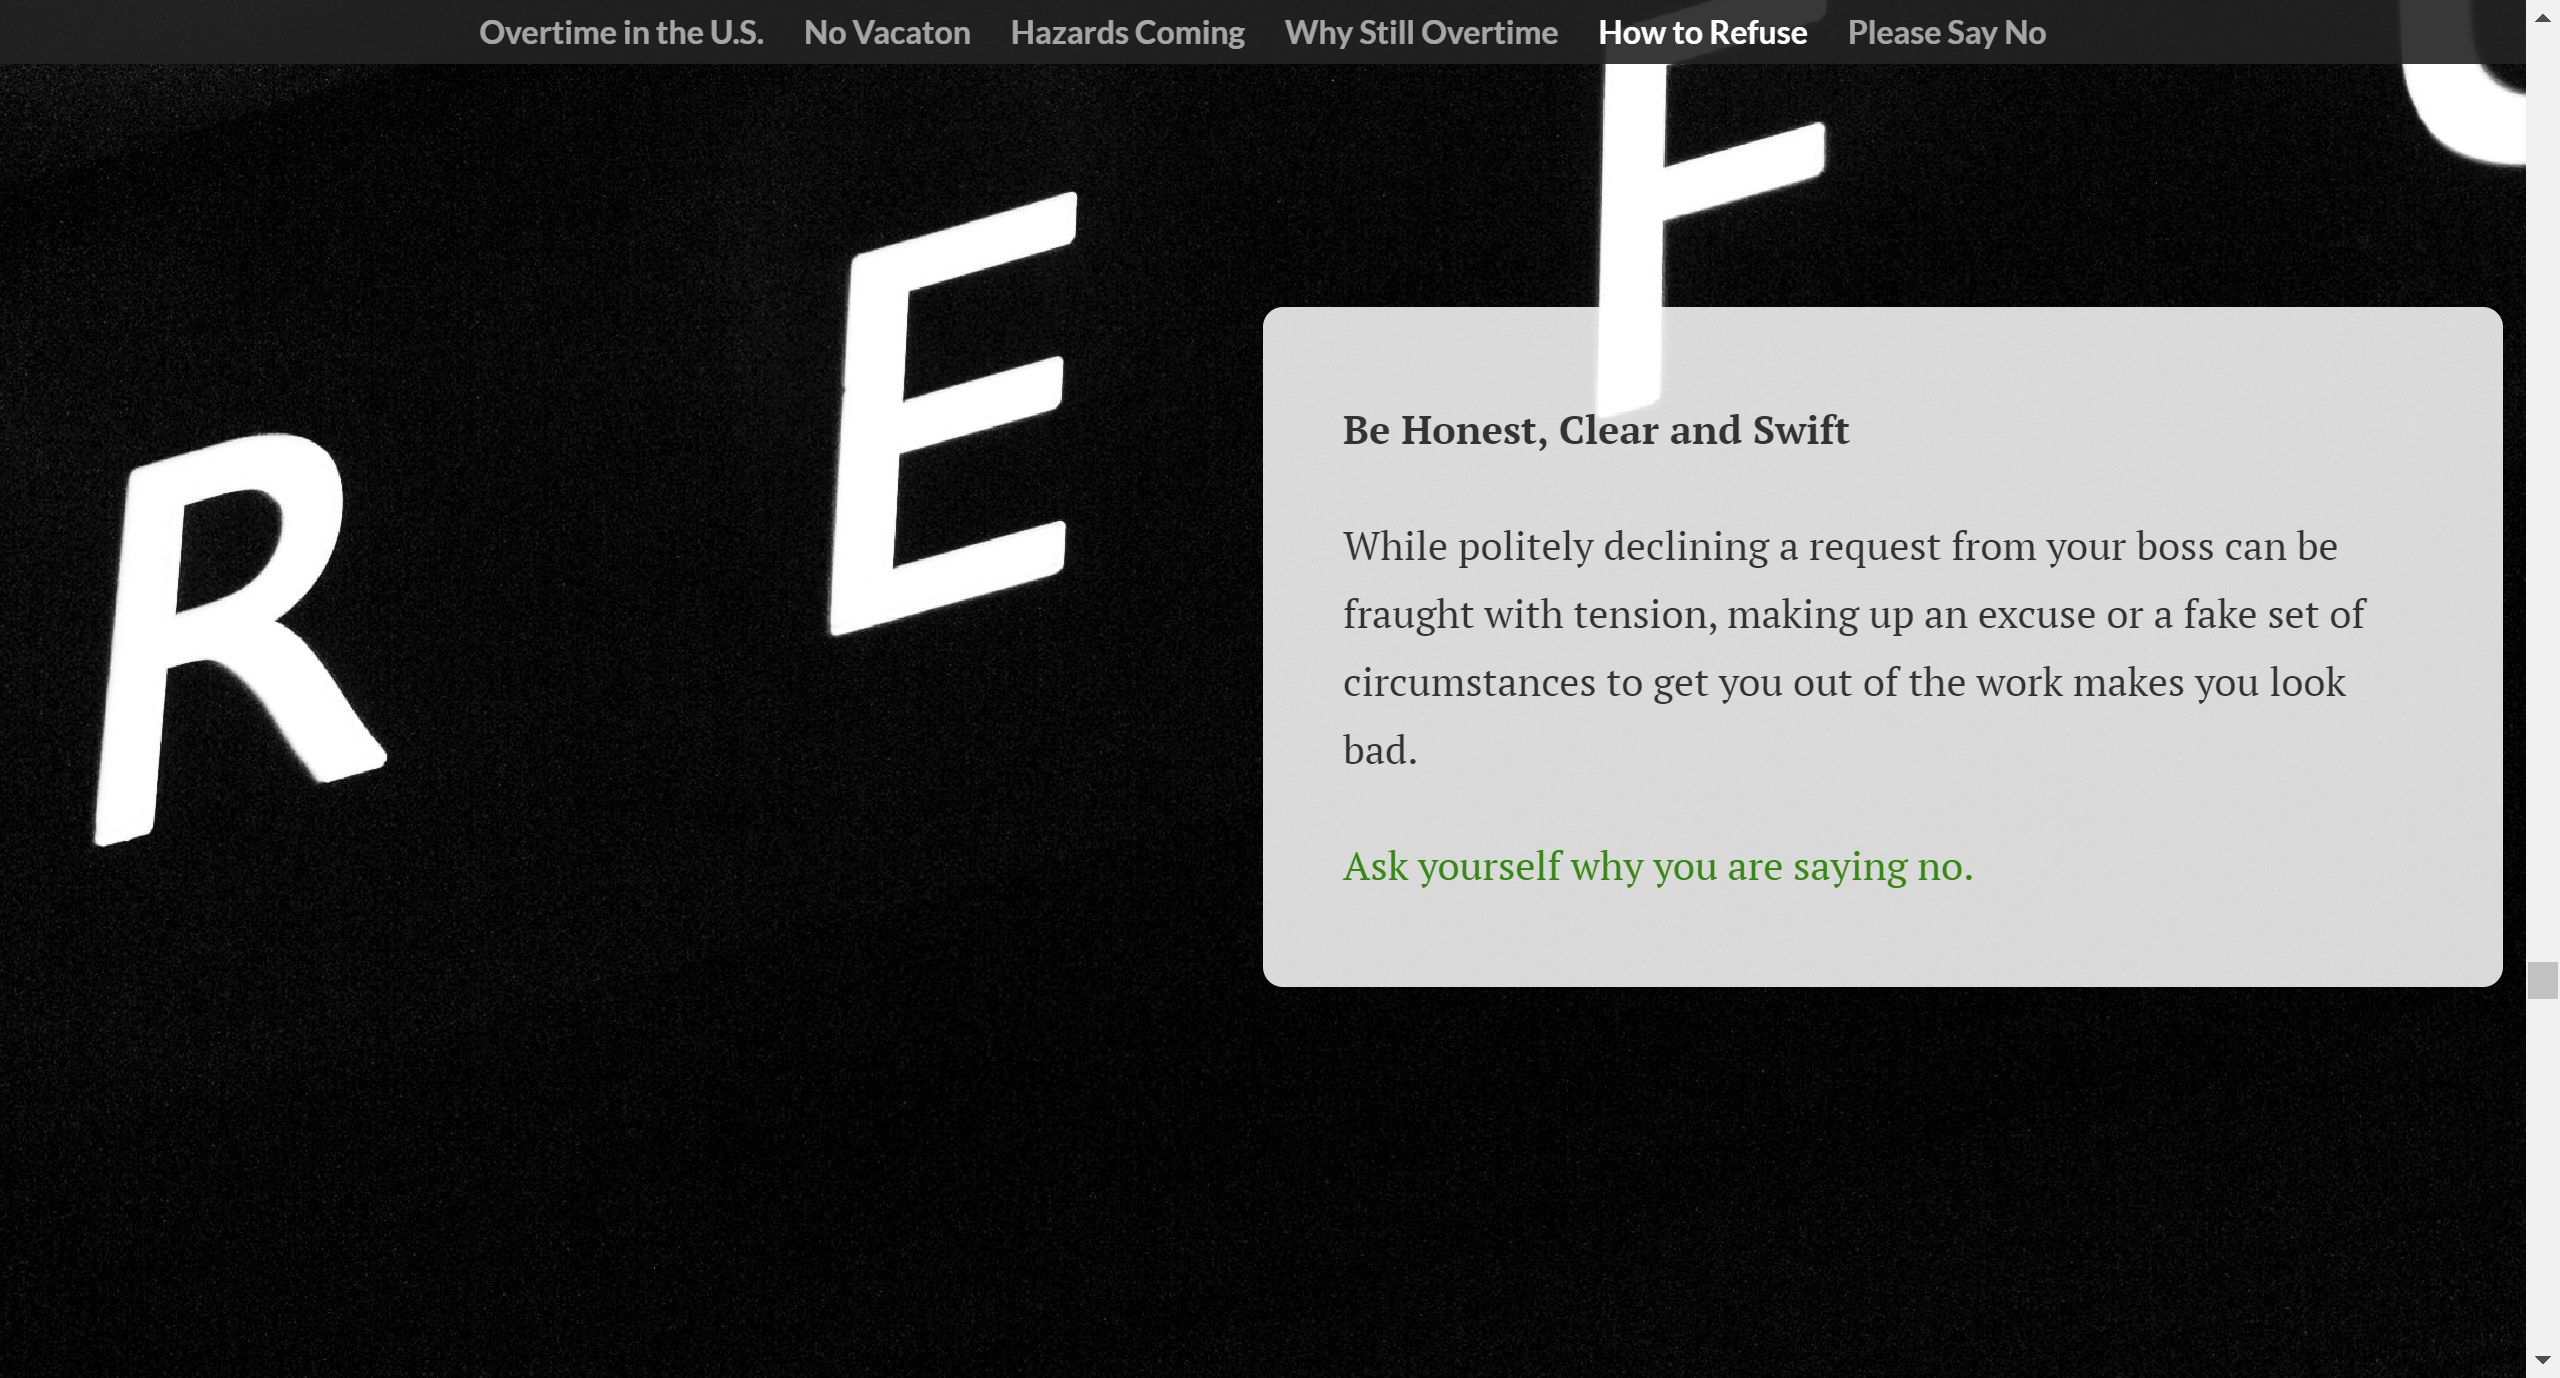 Overtime in the U.S. No Vacaton Hazards Coming Why Still Overtime How to Refuse Please Say No
R E F
Be Honest, Clear and Swift
While politely declining a request from your boss can be
fraught with tension, making up an excuse or a fake set of
circumstances to get you out of the work makes you look
bad.
Ask yourself why you are saying no.